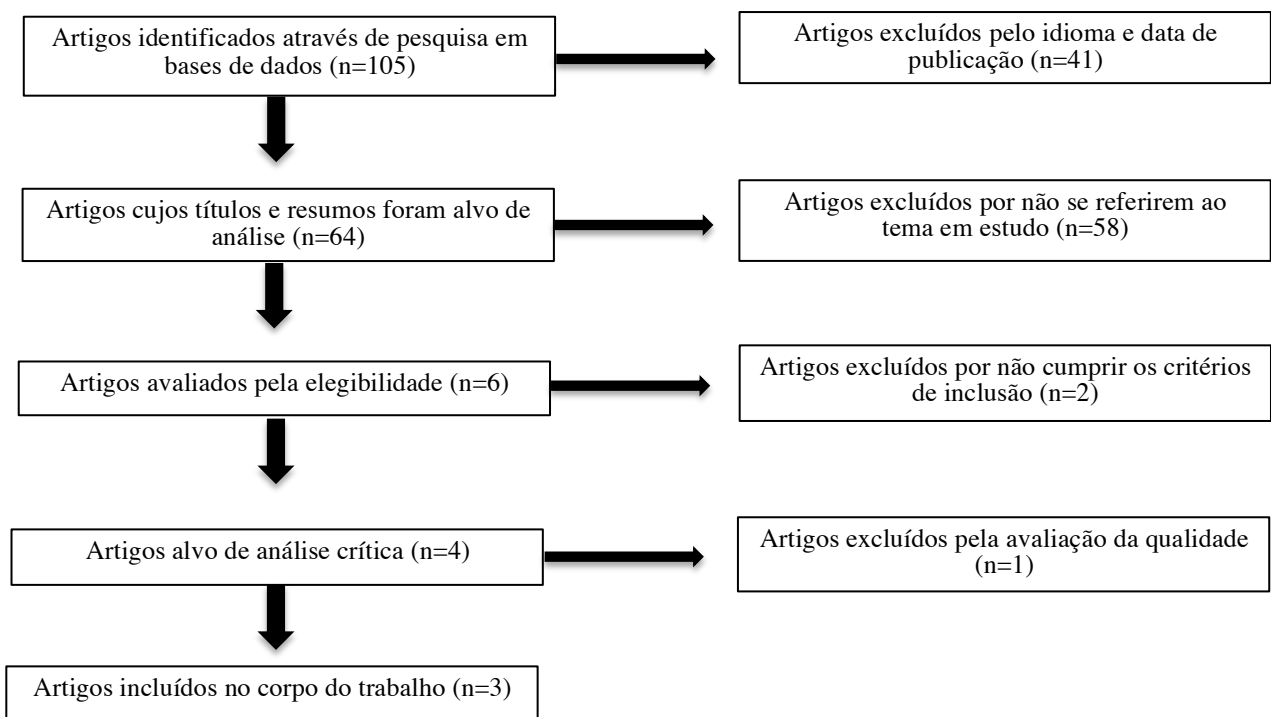 Artigos identificados através de pesquisa em
bases de dados (n=105)
Artigos excluídos pelo idioma e data de
publicação (n=41)
Artigos cujos títulos e resumos foram alvo de
análise (n=64)
Artigos excluídos por não se referirem ao
tema em estudo (n=58)
Artigos avaliados pela elegibilidade (n=6)
Artigos excluídos por não cumprir os critérios
de inclusão (n=2)
Artigos alvo de análise crítica (n=4)
Artigos excluídos pela avaliação da qualidade
(n=1)
Artigos incluídos no corpo do trabalho (n=3)